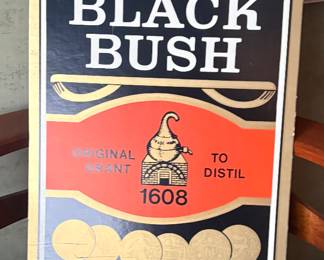 BLACK
BUSH
ORIGINAL TO
GRANT DISTIL
1608